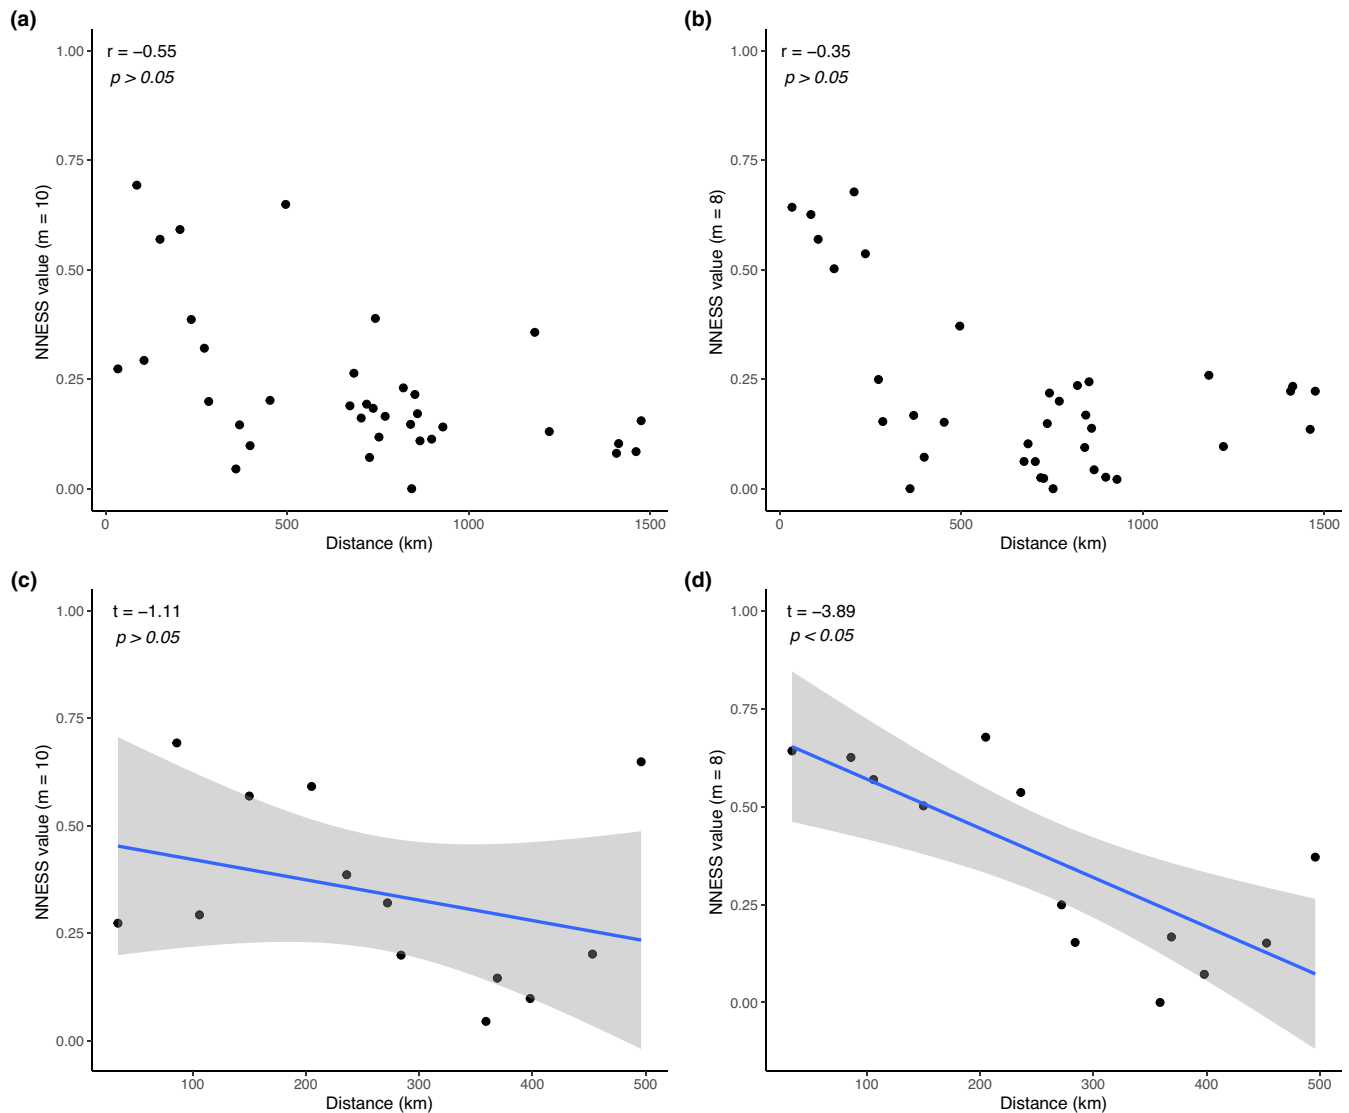 (a)
r = −0.55
p > 0.05
NNESS value (m = 10)
1.00
0.75
0.50
0.25
0.00
0 500 1000 1500
Distance (km)
(b)
r = −0.35
p > 0.05
NNESS value (m = 8)
1.00
0.75
0.50
0.25
0.00
0 500 1000 1500
Distance (km)
(c)
t = −1.11
p > 0.05
NNESS value (m = 10)
1.00
0.75
0.50
0.25
0.00
100 200 300 400 500
Distance (km)
(d)
t = −3.89
p < 0.05
NNESS value (m = 8)
1.00
0.75
0.50
0.25
0.00
100 200 300 400 500
Distance (km)